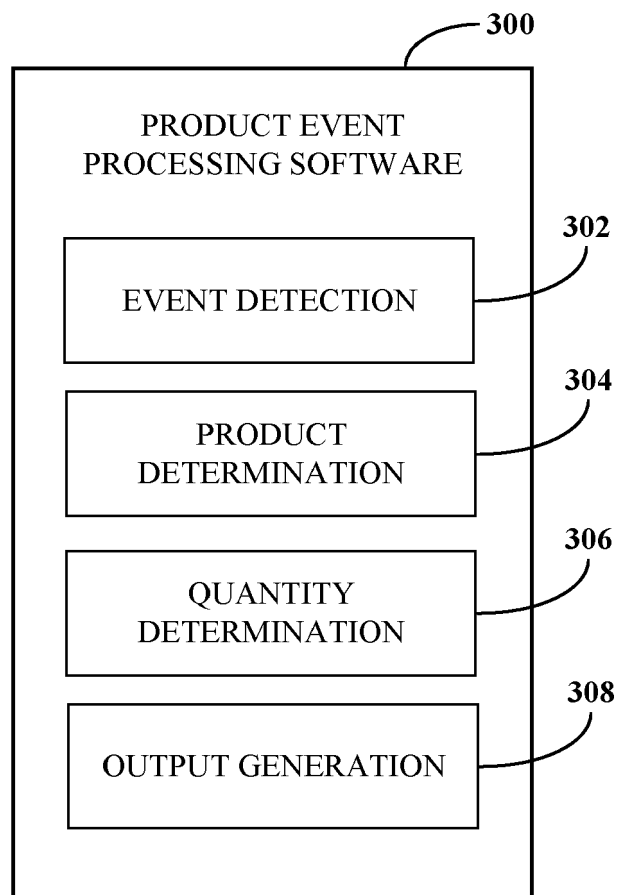 300
PRODUCT EVENT
PROCESSING SOFTWARE
302
EVENT DETECTION
304
PRODUCT
DETERMINATION
306
QUANTITY
DETERMINATION
308
OUTPUT GENERATION